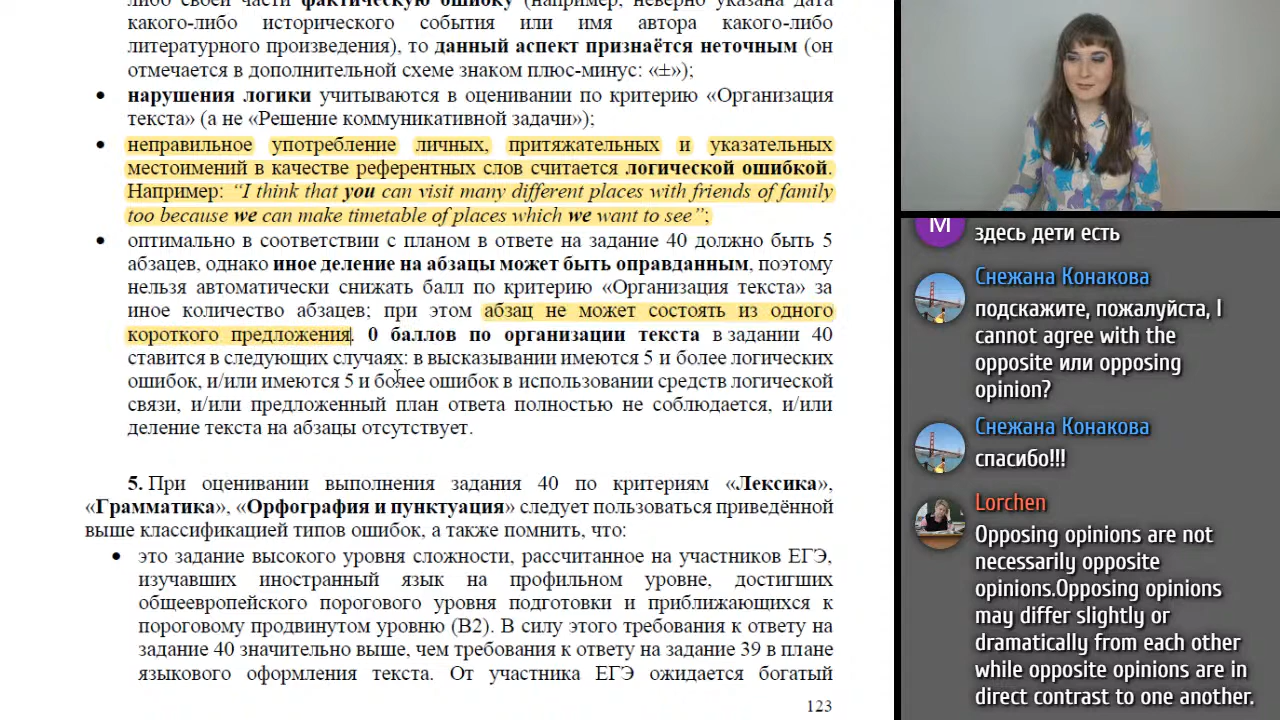 либо своей части фактическую ошибку (например, неверно указана дата
какого-либо исторического события или имя автора какого-либо
литературного произведения), то данный аспект признаётся неточным (он
отмечается в дополнительной схеме знаком плюс-минус: «±»);
• нарушения логики учитываются в оценивании по критерию «Организация
текста» (а не «Решение коммуникативной задачи»);
• неправильное употребление личных, притяжательных и указательных
местоимений в качестве референтных слов считается логической ошибкой.
Например: “I think that you can visit many different places with friends of family
too because we can make timetable of places which we want to see”;
• оптимально в соответствии с планом в ответе на задание 40 должно быть 5
абзацев, однако иное деление на абзацы может быть оправданным, поэтому
нельзя автоматически снижать балл по критерию «Организация текста» за
иное количество абзацев; при этом абзац не может состоять из одного
короткого предложения. 0 баллов по организации текста в задании 40
ставится в следующих случаях: в высказывании имеются 5 и более логических
ошибок, и/или имеются 5 и более ошибок в использовании средств логической
связи, и/или предложенный план ответа полностью не соблюдается, и/или
деление текста на абзацы отсутствует.
5. При оценивании выполнения задания 40 по критериям «Лексика»,
«Грамматика», «Орфография и пунктуация» следует пользоваться приведённой
выше классификацией типов ошибок, а также помнить, что:
• это задание высокого уровня сложности, рассчитанное на участников ЕГЭ,
изучавших иностранный язык на профильном уровне, достигших
общеевропейского порогового уровня подготовки и приближающихся к
пороговому продвинутому уровню (B2). В силу этого требования к ответу на
задание 40 значительно выше, чем требования к ответу на задание 39 в плане
языкового оформления текста. От участника ЕГЭ ожидается богатый
123
М
здесь дети есть
Снежана Конакова
подскажите, пожалуйста, I
cannot agree with the
opposite или opposing
opinion?
Снежана Конакова
спасибо!!!
Lorchen
Opposing opinions are not
necessarily opposite
opinions.Opposing opinions
may differ slightly or
dramatically from each other
while opposite opinions are in
direct contrast to one another.